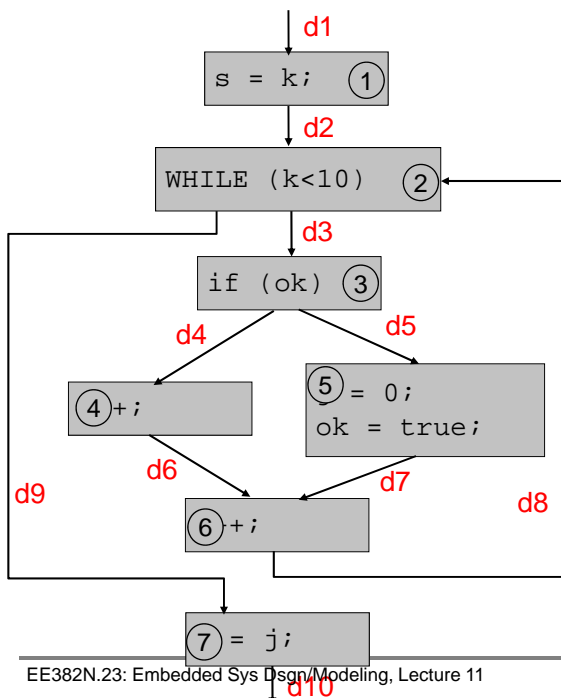 d1
s = k; 1
d2
WHILE (k<10) 2
d3
if (ok) 3
d4 d5
4 +;
5 = 0;
ok = true;
d6 d7
d9 d8
6 +;
7 = j;
EE382N.23: Embedded Sys Dsgn/Modeling, Lecture 11
d10